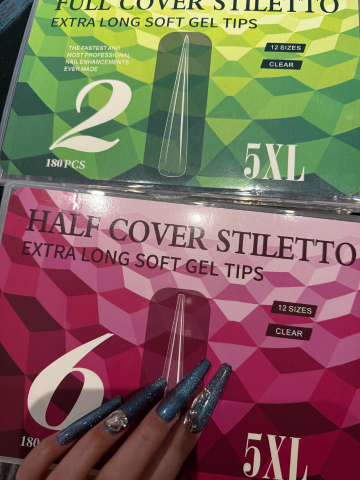 FULL COVER STILETTO
EXTRA LONG SOFT GEL TIPS
THE FASTEST AND
MOST PROFESSIONAL
NAIL ENHANCEMENTS
EVER MADE
12 SIZES
CLEAR
2
180PCS
5XL
HALF COVER STILETTO
EXTRA LONG SOFT GEL TIPS
12 SIZES
CLEAR
6
180
5XL